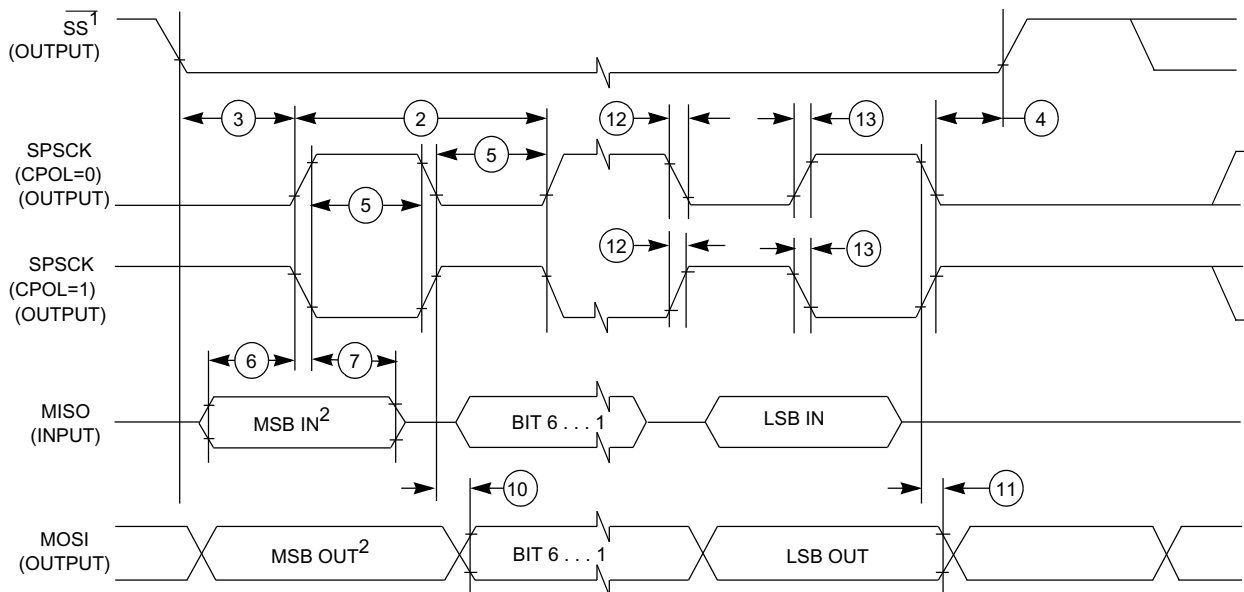 SS1
(OUTPUT)
3
2
12
13
4
SPSCK
(CPOL=0)
(OUTPUT)
5
5
12
13
SPSCK
(CPOL=1)
(OUTPUT)
6
7
MISO
(INPUT)
MSB IN2
BIT 6 . . . 1
LSB IN
10
11
MOSI
(OUTPUT)
MSB OUT2
BIT 6 . . . 1
LSB OUT